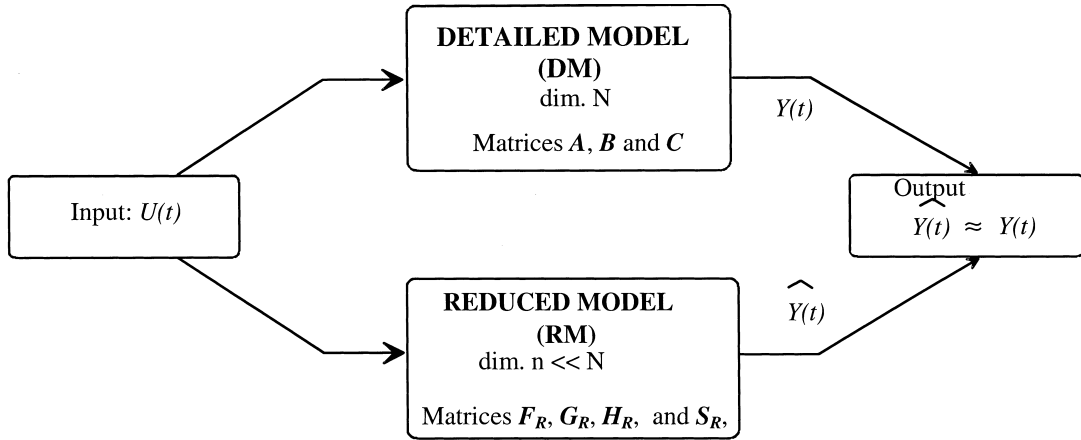 DETAILED MODEL
(DM)
dim. N
Matrices A, B and C
Y(t)
Input: U(t)
Output
Ŷ(t) ≈ Y(t)
REDUCED MODEL
(RM)
dim. n << N
Matrices F_R, G_R, H_R, and S_R,
Ŷ(t)